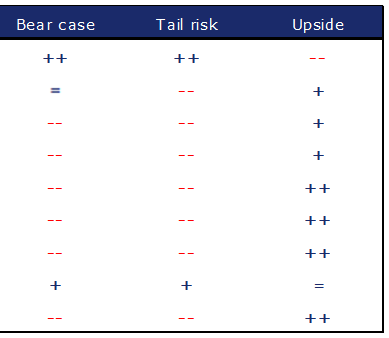 Bear case Tail risk Upside
++ ++ --
= -- +
-- -- +
-- -- +
-- -- ++
-- -- ++
-- -- ++
+ + =
-- -- ++